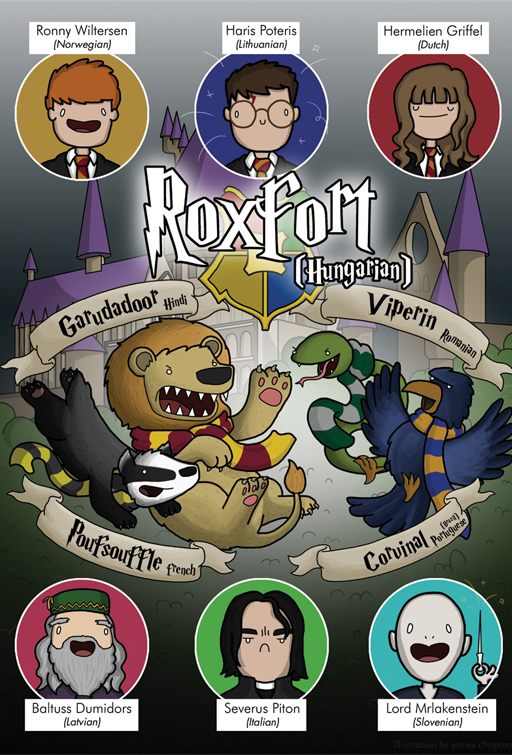 Ronny Wiltersen
(Norwegian)
Haris Poteris
(Lithuanian)
Hermelien Griffel
(Dutch)
Roxfort
(Hungarian)
Garudadoor Hindi
Viperin Romanian
Poufsouffle french
Corvinal (Brazil) Portuguese
Baltuss Dumidors
(Latvian)
Severus Piton
(Italian)
Lord Mrlakenstein
(Slovenian)
illustration by james chapman